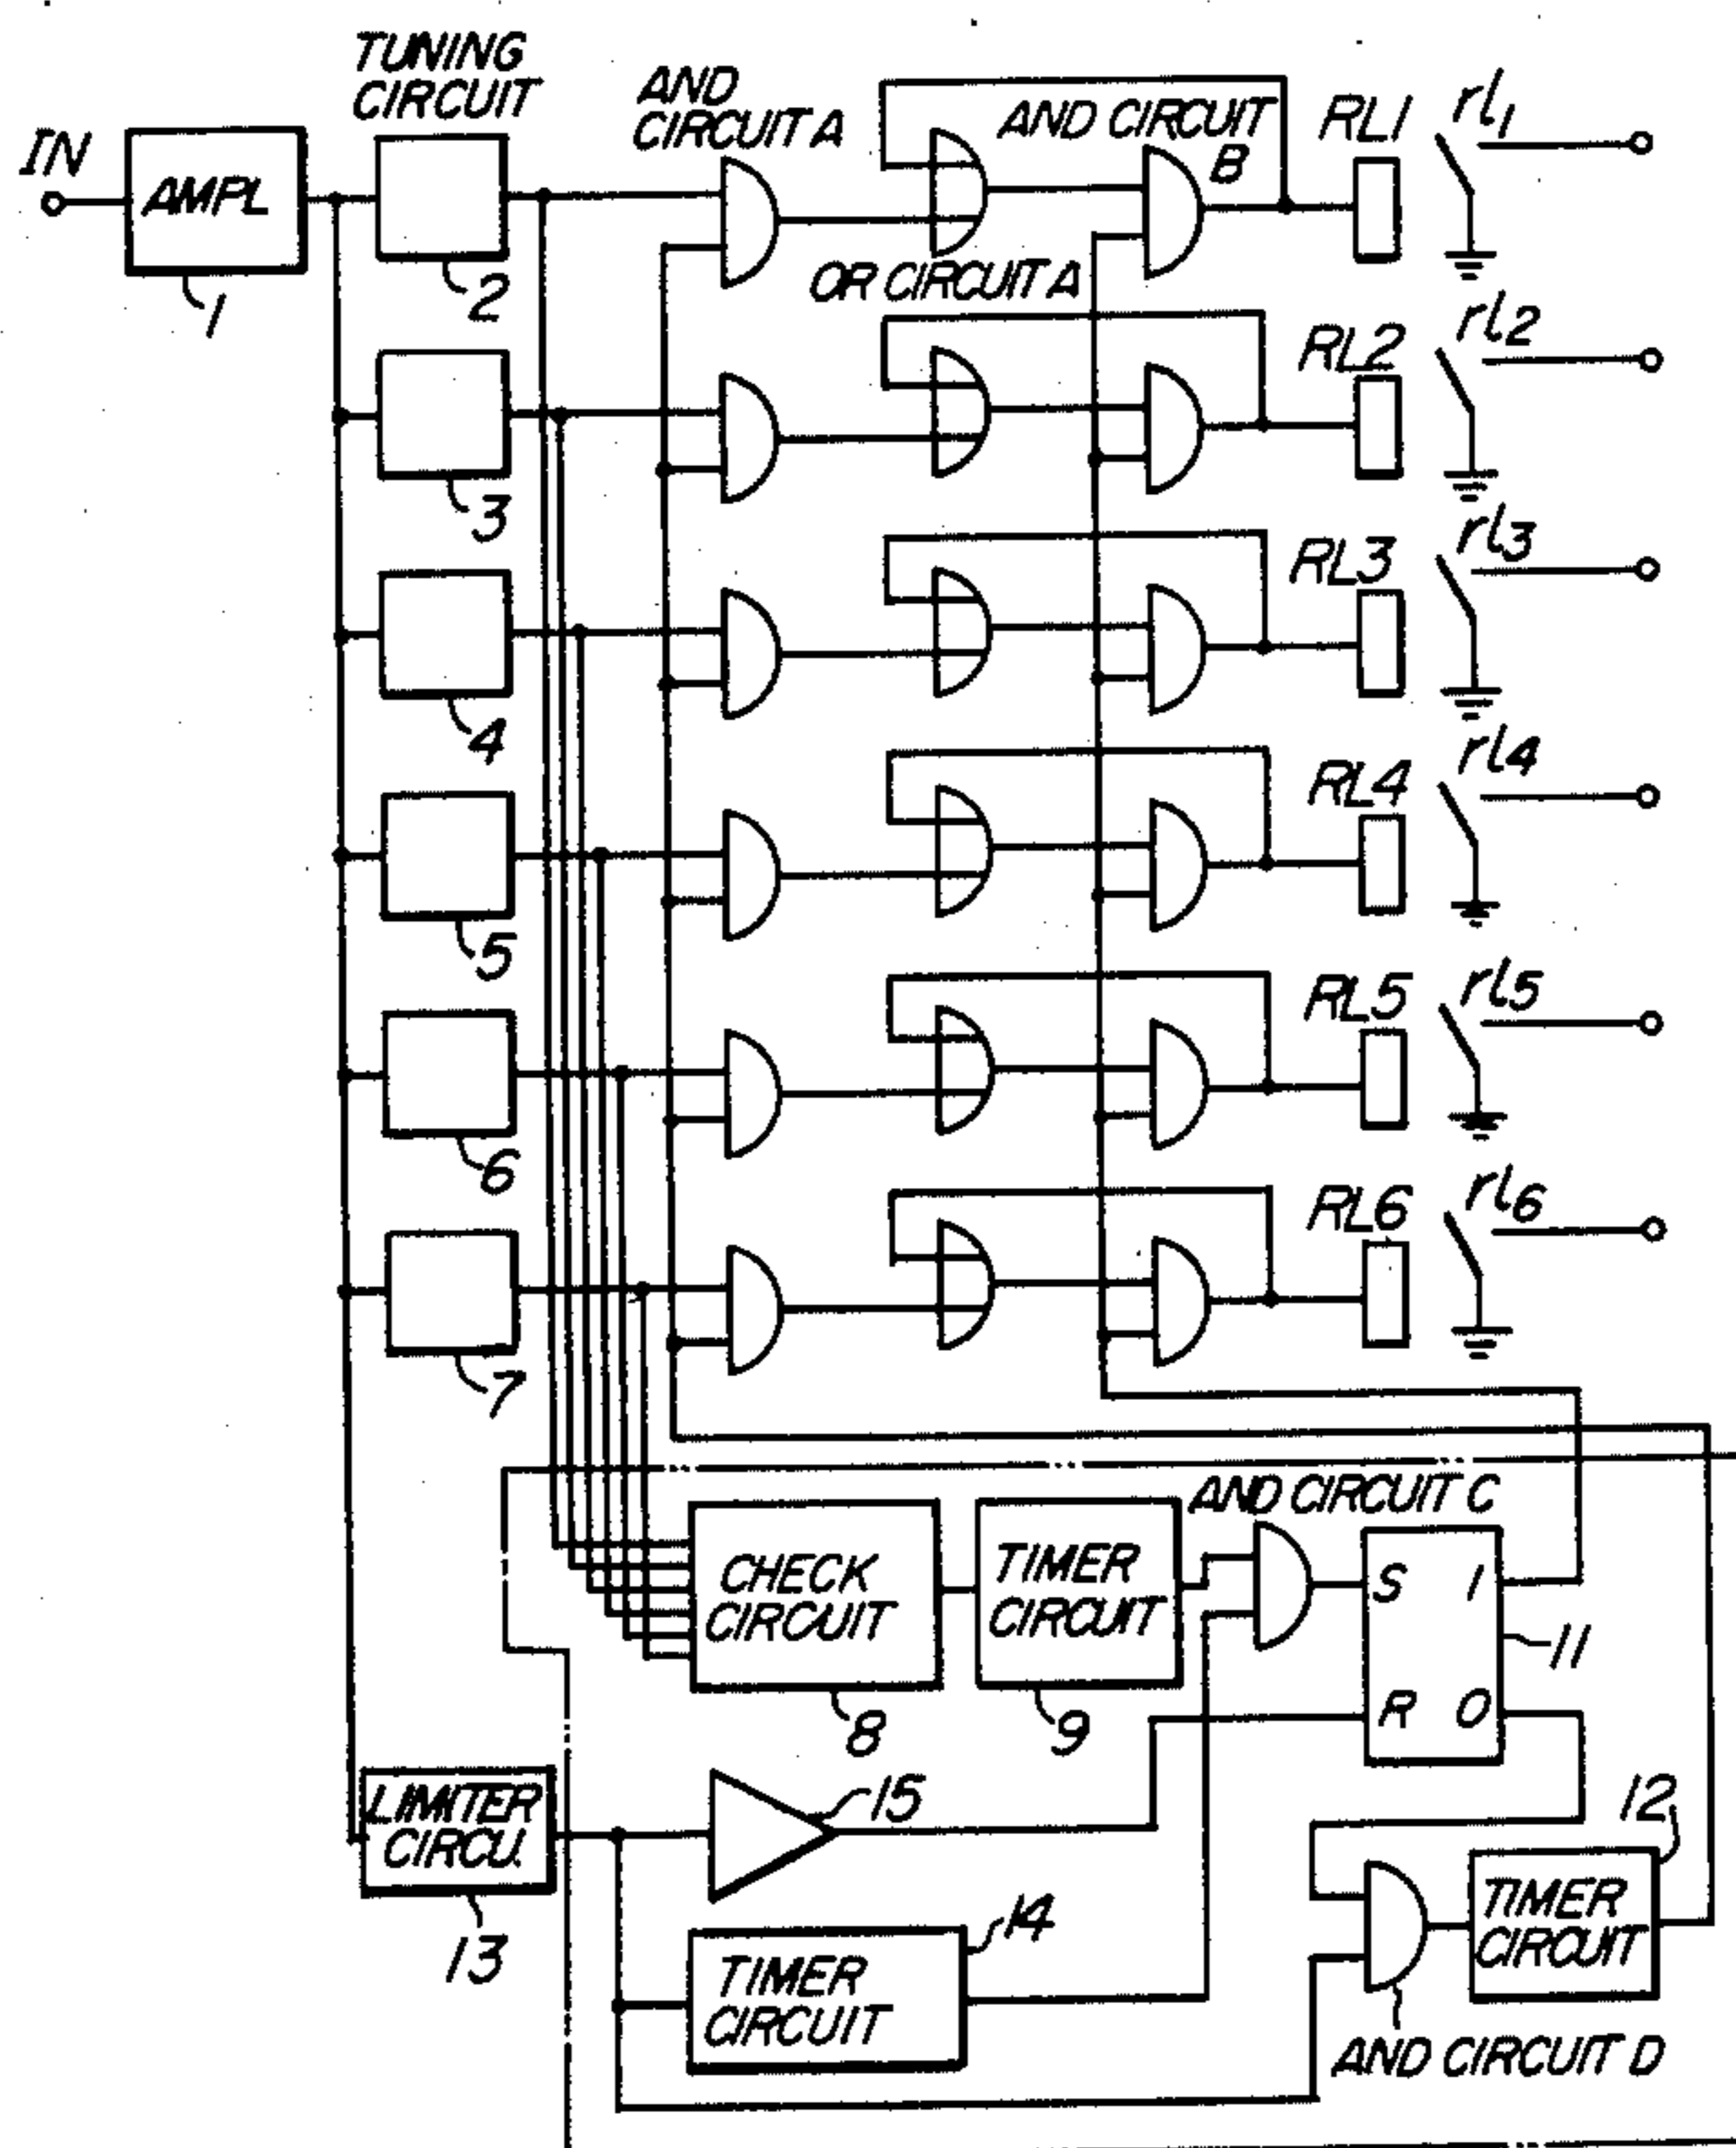 TUNING
CIRCUIT
AND
CIRCUIT A
AND CIRCUIT
B
RL1
rl1
IN
AMPL
1
2
OR CIRCUIT A
RL2
rl2
3
RL3
rl3
4
RL4
rl4
5
RL5
rl5
6
RL6
rl6
7
AND CIRCUIT C
CHECK
CIRCUIT
TIMER
CIRCUIT
S
1
R
0
11
8
9
LIMITER
CIRCU.
13
15
12
14
TIMER
CIRCUIT
TIMER
CIRCUIT
AND CIRCUIT D